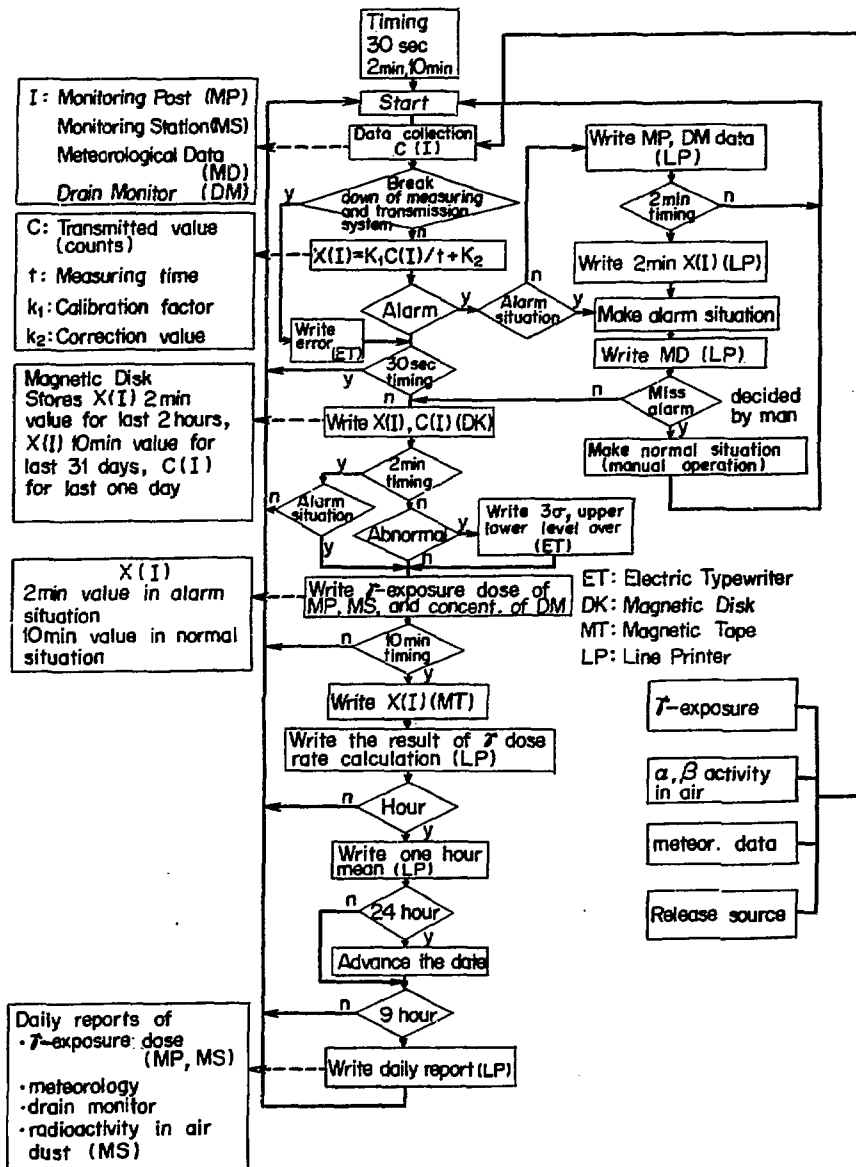 Timing
30 sec
2min,10min
Start
Data collection
C(I)
I: Monitoring Post (MP)
Monitoring Station(MS)
Meteorological Data
(MD)
Drain Monitor (DM)
y
Break
down of measuring
and transmission
system
n
C: Transmitted value
(counts)
t: Measuring time
k₁: Calibration factor
k₂: Correction value
X(I)=K₁C(I)/t+K₂
Alarm
y
Alarm
situation
n
y
Write MP, DM data
(LP)
2min
timing
n
y
Write 2min X(I)(LP)
Make alarm situation
Write MD (LP)
n
Miss
alarm
decided
by man
y
Make normal situation
(manual operation)
Write
error
(ET)
n
30sec
timing
y
n
Magnetic Disk
Stores X(I) 2min
value for last 2 hours,
X(I) 10min value for
last 31 days, C(I)
for last one day
Write X(I), C(I)(DK)
y
2min
timing
n
n
Alarm
situation
y
Abnormal
y
n
Write 3σ, upper
lower level over
(ET)
X(I)
2min value in alarm
situation
10min value in normal
situation
Write γ-exposure dose of
MP, MS, and concent. of DM
ET: Electric Typewriter
DK: Magnetic Disk
MT: Magnetic Tape
LP: Line Printer
n
10min
timing
y
Write X(I)(MT)
Write the result of γ dose
rate calculation (LP)
n
Hour
y
Write one hour
mean (LP)
n
24 hour
y
Advance the date
n
9 hour
Write daily report(LP)
γ-exposure
α,β activity
in air
meteor. data
Release source
Daily reports of
·γ-exposure dose
(MP, MS)
·meteorology
·drain monitor
·radioactivity in air
dust (MS)